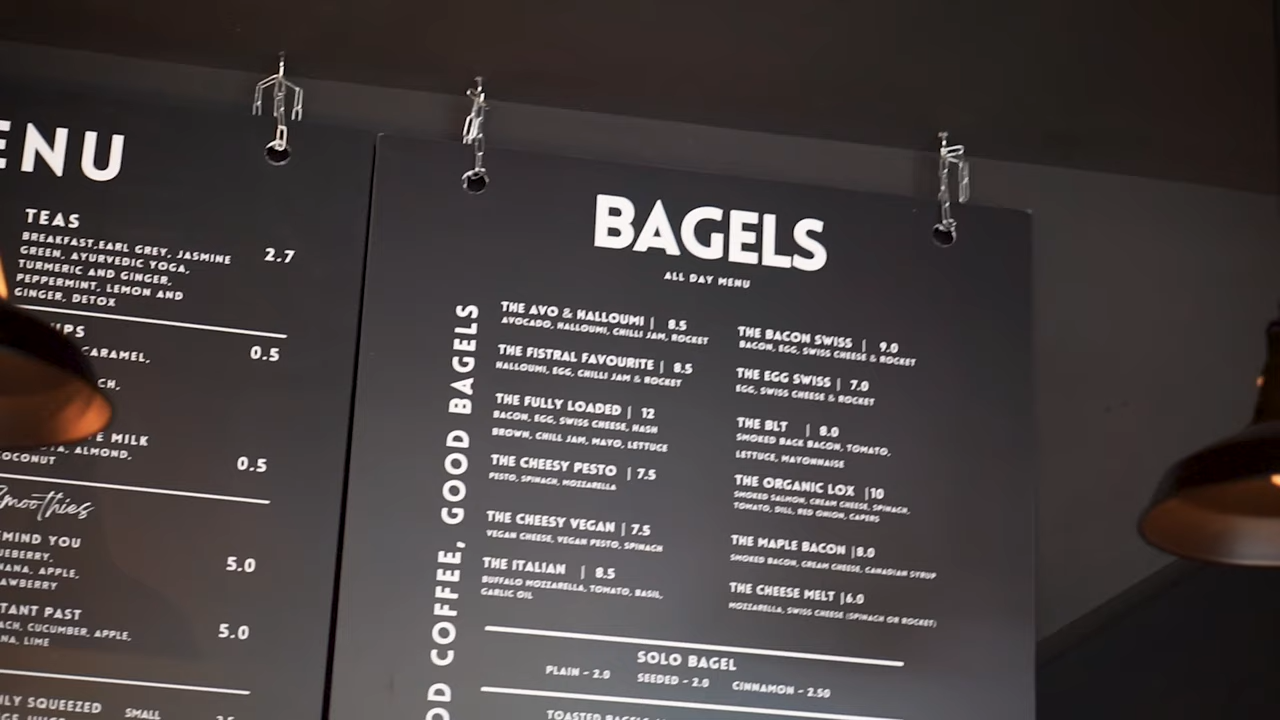 TEAS
BREAKFAST, EARL GREY, JASMINE 2.7
GREEN, AYURVEDIC YOGA,
TURMERIC AND GINGER,
PEPPERMINT, LEMON AND
GINGER, DETOX
0.5
CARAMEL,
MILK
ALMOND,
0.5
COCONUT
Smoothies
MIND YOU
5.0
APPLE,
PAST
CUCUMBER, APPLE, 5.0
LIME
SQUEEZED SMALL
BAGELS
ALL DAY MENU
COFFEE, GOOD BAGELS
THE AVO & HALLOUMI | 8.5
AVOCADO, HALLOUMI, CHILLI JAM, ROCKET
THE FISTRAL FAVOURITE | 8.5
HALLOUMI, EGG, CHILLI JAM & ROCKET
THE FULLY LOADED | 12
BACON, EGG, SWISS CHEESE, HASH
BROWN, CHILL JAM, MAYO, LETTUCE
THE CHEESY PESTO | 7.5
PESTO, SPINACH, MOZZARELLA
THE CHEESY VEGAN | 7.5
VEGAN CHEESE, VEGAN PESTO, SPINACH
THE ITALIAN | 8.5
BUFFALO MOZZARELLA, TOMATO, BASIL,
GARLIC OIL
THE BACON SWISS | 9.0
BACON, EGG, SWISS CHEESE & ROCKET
THE EGG SWISS | 7.0
EGG, SWISS CHEESE & ROCKET
THE BLT | 8.0
SMOKED BACK BACON, TOMATO,
LETTUCE, MAYONNAISE
THE ORGANIC LOX |10
SMOKED SALMON, CREAM CHEESE, SPINACH,
TOMATO, DILL, RED ONION, CAPERS
THE MAPLE BACON |8.0
SMOKED BACON, CREAM CHEESE, CANADIAN SYRUP
THE CHEESE MELT |6.0
MOZZARELLA, SWISS CHEESE (SPINACH OR ROCKET)
SOLO BAGEL
PLAIN - 2.0 SEEDED - 2.0 CINNAMON - 2.50
TOASTED